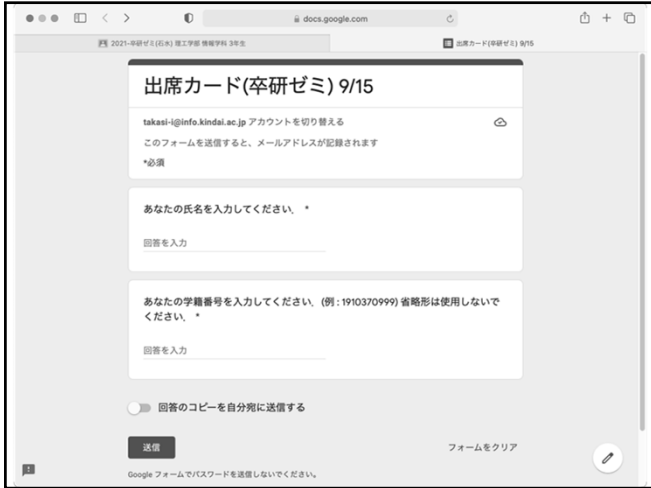 docs.google.com
2021-卒研ゼミ(石水) 理工学部 情報学科 3年生
出席カード(卒研ゼミ) 9/15
出席カード(卒研ゼミ) 9/15
takasi-i@info.kindai.ac.jp アカウントを切り替える
このフォームを送信すると、メールアドレスが記録されます
*必須
あなたの氏名を入力してください． *
回答を入力
あなたの学籍番号を入力してください．(例 : 1910370999) 省略形は使用しないで
ください． *
回答を入力
回答のコピーを自分宛に送信する
送信
フォームをクリア
Google フォームでパスワードを送信しないでください。